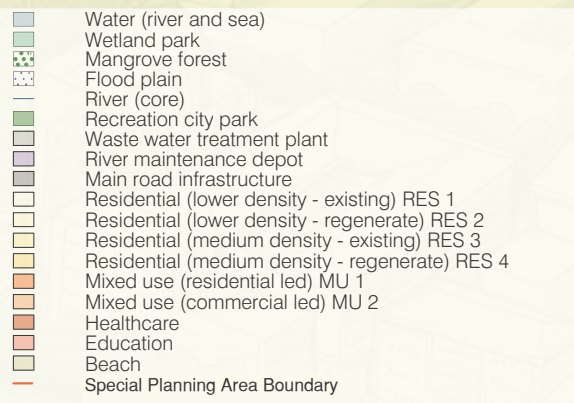 Water (river and sea)
Wetland park
Mangrove forest
Flood plain
River (core)
Recreation city park
Waste water treatment plant
River maintenance depot
Main road infrastructure
Residential (lower density - existing) RES 1
Residential (lower density - regenerate) RES 2
Residential (medium density - existing) RES 3
Residential (medium density - regenerate) RES 4
Mixed use (residential led) MU 1
Mixed use (commercial led) MU 2
Healthcare
Education
Beach
Special Planning Area Boundary